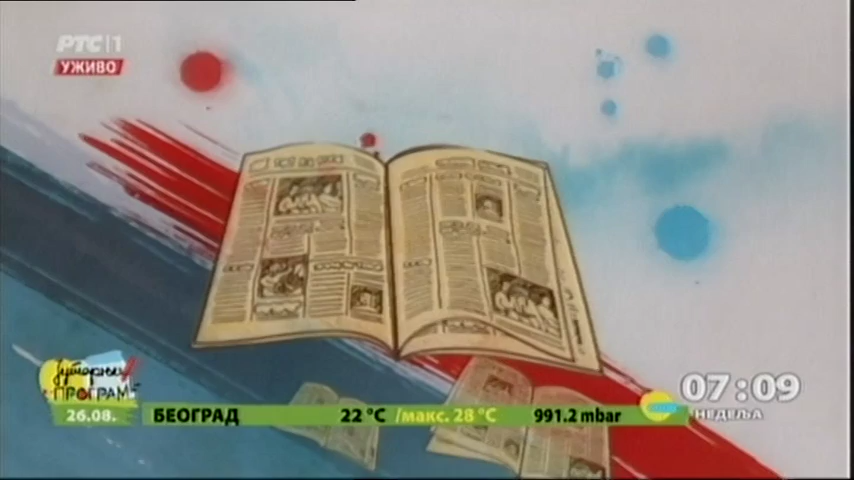 РТС|1
УЖИВО
Јутарњи
ПРОГРАМ
26.08.
БЕОГРАД
22 °C /макс. 28 °C
991.2 mbar
07:09
НЕДЕЉА